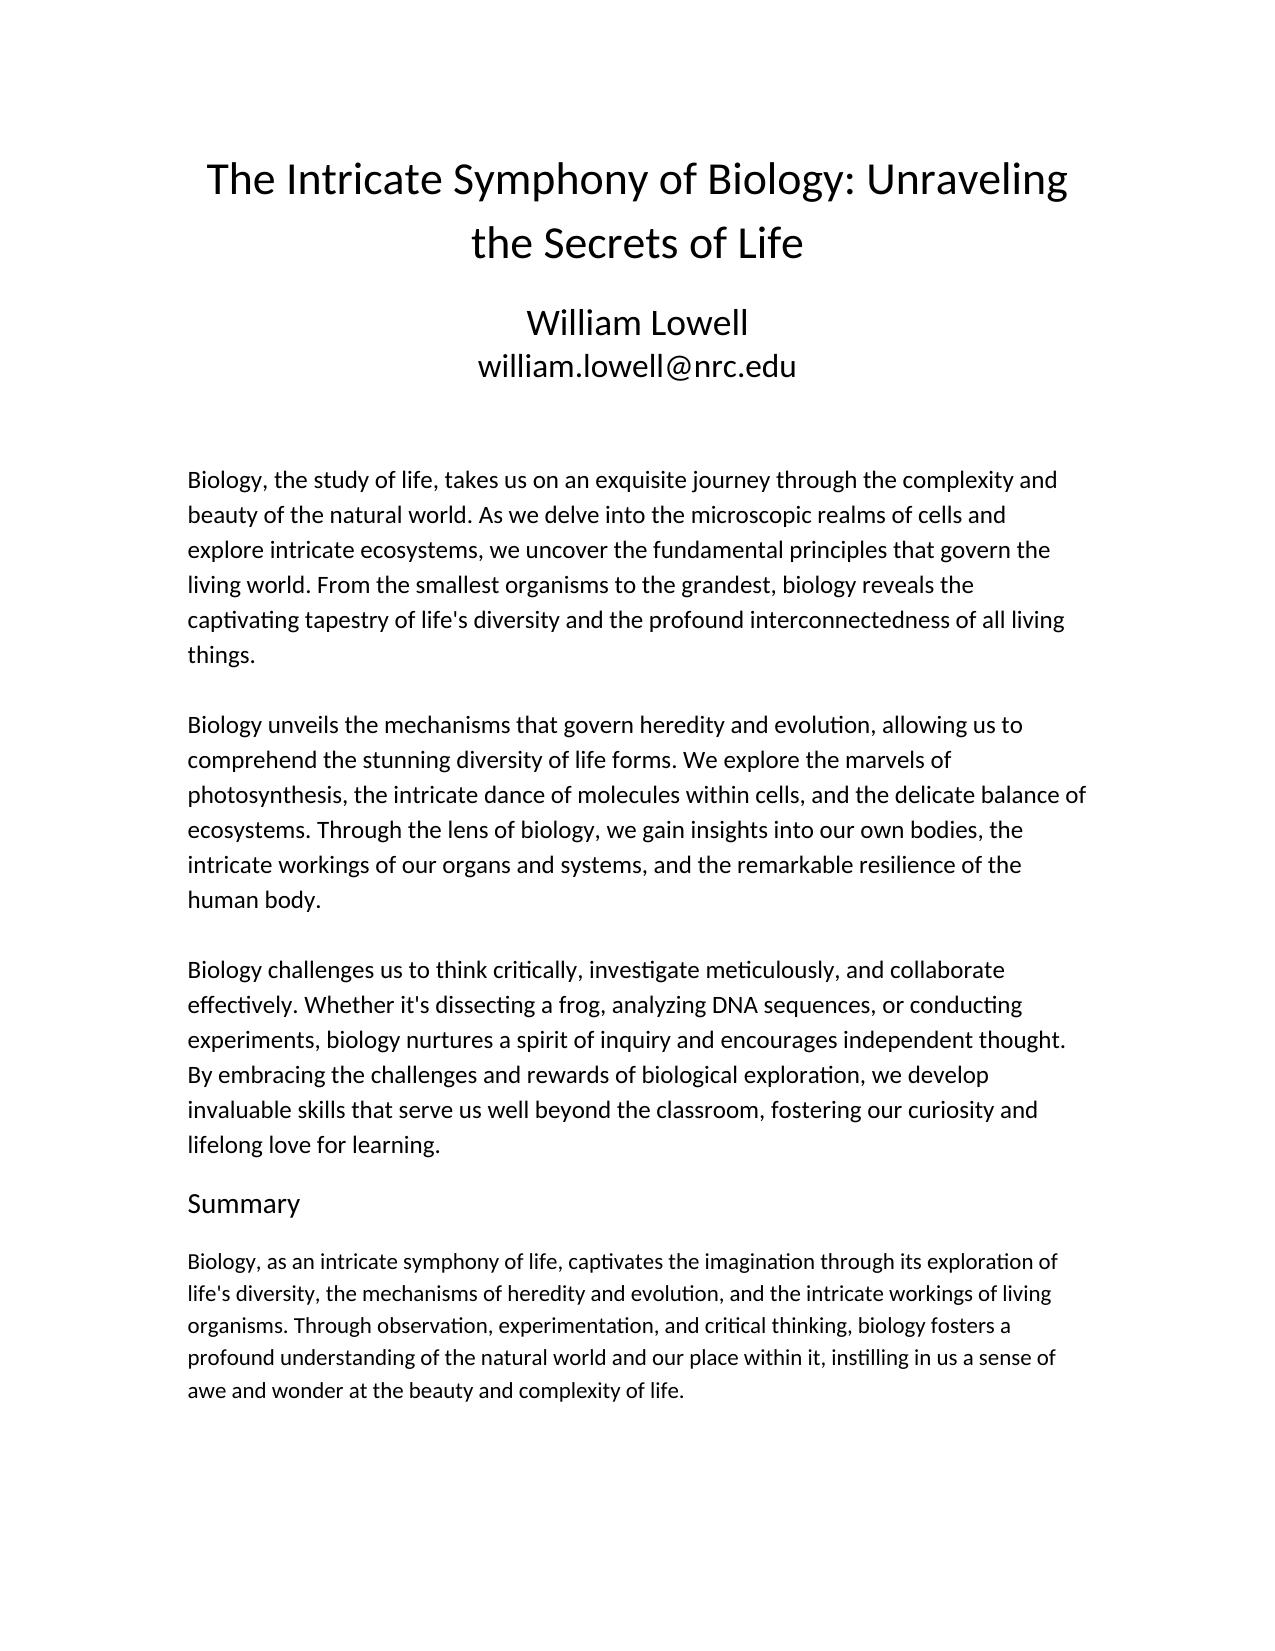 The Intricate Symphony of Biology: Unraveling
the Secrets of Life
William Lowell
william.lowell@nrc.edu
Biology, the study of life, takes us on an exquisite journey through the complexity and
beauty of the natural world. As we delve into the microscopic realms of cells and
explore intricate ecosystems, we uncover the fundamental principles that govern the
living world. From the smallest organisms to the grandest, biology reveals the
captivating tapestry of life's diversity and the profound interconnectedness of all living
things.
Biology unveils the mechanisms that govern heredity and evolution, allowing us to
comprehend the stunning diversity of life forms. We explore the marvels of
photosynthesis, the intricate dance of molecules within cells, and the delicate balance of
ecosystems. Through the lens of biology, we gain insights into our own bodies, the
intricate workings of our organs and systems, and the remarkable resilience of the
human body.
Biology challenges us to think critically, investigate meticulously, and collaborate
effectively. Whether it's dissecting a frog, analyzing DNA sequences, or conducting
experiments, biology nurtures a spirit of inquiry and encourages independent thought.
By embracing the challenges and rewards of biological exploration, we develop
invaluable skills that serve us well beyond the classroom, fostering our curiosity and
lifelong love for learning.
Summary
Biology, as an intricate symphony of life, captivates the imagination through its exploration of
life's diversity, the mechanisms of heredity and evolution, and the intricate workings of living
organisms. Through observation, experimentation, and critical thinking, biology fosters a
profound understanding of the natural world and our place within it, instilling in us a sense of
awe and wonder at the beauty and complexity of life.